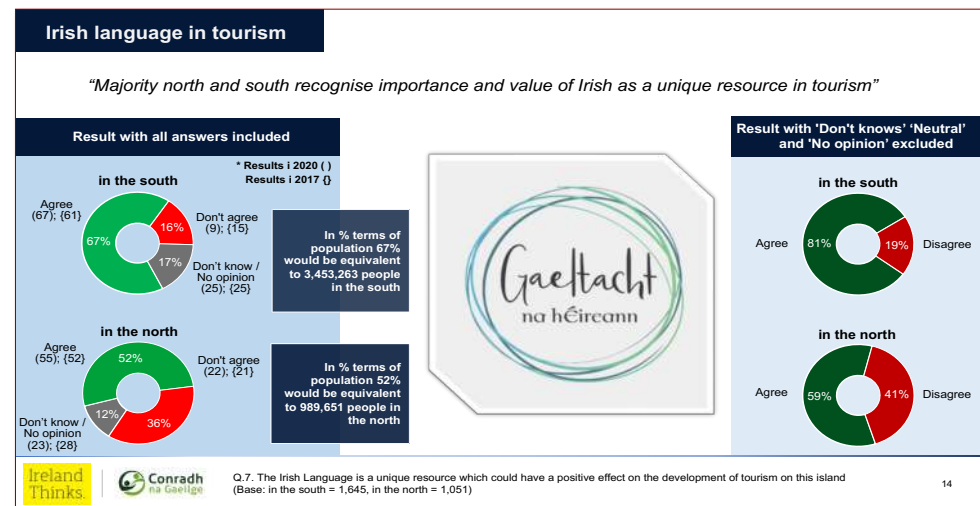 Irish language in tourism
“Majority north and south recognise importance and value of Irish as a unique resource in tourism”
Result with all answers included
* Results i 2020 ( )
Results i 2017 {}
in the south
Agree
(67); {61}
67%
16%
17%
Don't agree
(9); {15}
Don’t know /
No opinion
(25); {25}
In % terms of
population 67%
would be equivalent
to 3,453,263 people
in the south
in the north
Agree
(55); {52}
52%
36%
12%
Don't agree
(22); {21}
Don’t know /
No opinion
(23); {28}
In % terms of
population 52%
would be equivalent
to 989,651 people in
the north
Gaeltacht
na hÉireann
Result with 'Don't knows’ ‘Neutral’
and 'No opinion’ excluded
in the south
Agree
81%
19%
Disagree
in the north
Agree
59%
41%
Disagree
Ireland
Thinks.
Conradh
na Gaeilge
Q.7. The Irish Language is a unique resource which could have a positive effect on the development of tourism on this island
(Base: in the south = 1,645, in the north = 1,051)
14